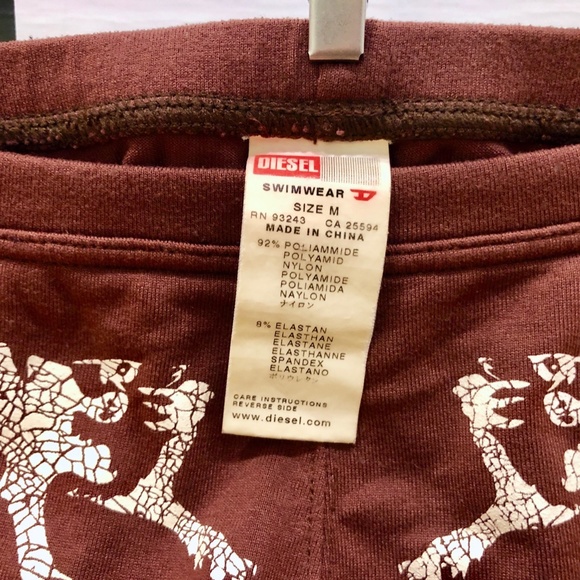 DIESEL
SWIMWEAR
SIZE M
RN 93243 CA 25594
MADE IN CHINA
92% POLIAMMIDE
POLYAMID
NYLON
POLYAMIDE
POLIAMIDA
NAYLON
ナイロン
8% ELASTAN
ELASTHAN
ELASTANE
ELASTHANNE
SPANDEX
ELASTANO
ポリウレタン
CARE INSTRUCTIONS
REVERSE SIDE
www.diesel.com